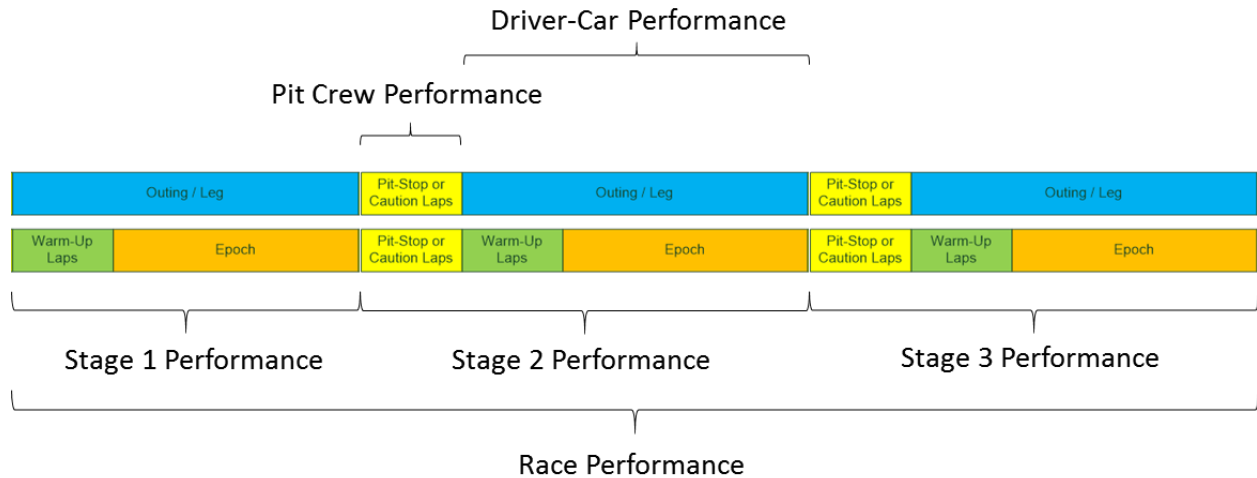 Driver-Car Performance
Pit Crew Performance
Outing / Leg
Pit-Stop or
Caution Laps
Outing / Leg
Pit-Stop or
Caution Laps
Outing / Leg
Warm-Up
Laps
Epoch
Pit-Stop or
Caution Laps
Warm-Up
Laps
Epoch
Pit-Stop or
Caution Laps
Warm-Up
Laps
Epoch
Stage 1 Performance
Stage 2 Performance
Stage 3 Performance
Race Performance